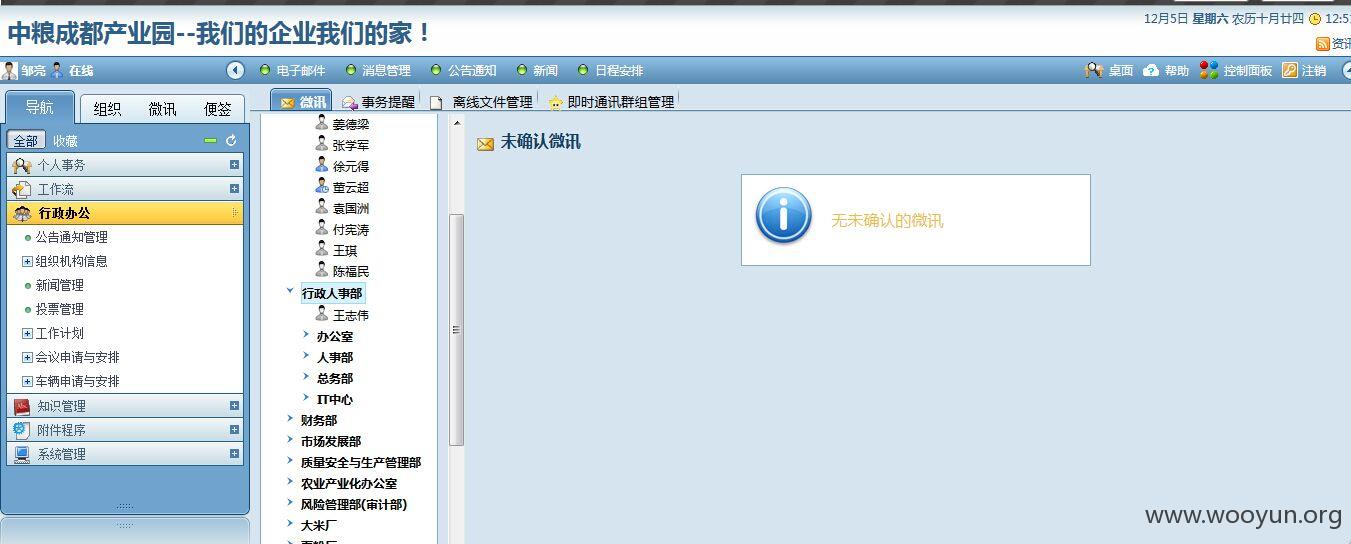 中粮成都产业园--我们的企业我们的家！
12月5日 星期六 农历十月廿四 12:5
资讯
邹亮 在线
电子邮件 消息管理 公告通知 新闻 日程安排
桌面 帮助 控制面板 注销
导航 组织 微讯 便签
微讯 事务提醒 离线文件管理 即时通讯群组管理
全部 收藏
个人事务
工作流
行政办公
公告通知管理
组织机构信息
新闻管理
投票管理
工作计划
会议申请与安排
车辆申请与安排
知识管理
附件程序
系统管理
姜德梁
张学军
徐元得
董云超
袁国洲
付宪涛
王琪
陈福民
行政人事部
王志伟
办公室
人事部
总务部
IT中心
财务部
市场发展部
质量安全与生产管理部
农业产业化办公室
风险管理部(审计部)
大米厂
未确认微讯
无未确认的微讯
www.wooyun.org